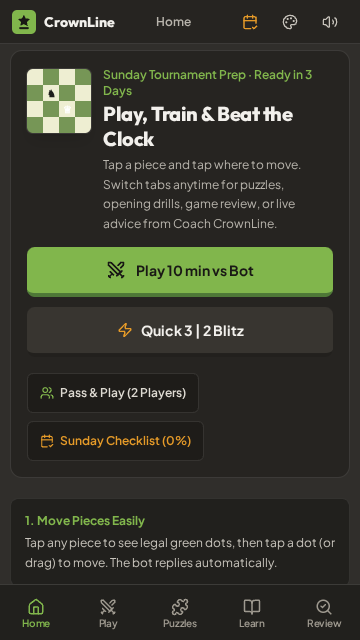 CrownLine
Home
Sunday Tournament Prep · Ready in 3
Days
Play, Train & Beat the
Clock
Tap a piece and tap where to move.
Switch tabs anytime for puzzles,
opening drills, game review, or live
advice from Coach CrownLine.
Play 10 min vs Bot
Quick 3 | 2 Blitz
Pass & Play (2 Players)
Sunday Checklist (0%)
1. Move Pieces Easily
Tap any piece to see legal green dots, then tap a dot (or
drag) to move. The bot replies automatically.
Home
Play
Puzzles
Learn
Review